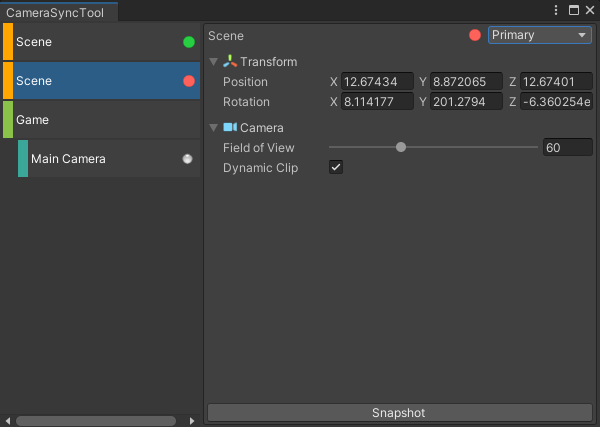 CameraSyncTool
Scene
Scene
Game
Main Camera
Scene Primary
Transform
Position X 12.67434 Y 8.872065 Z 12.67401
Rotation X 8.114177 Y 201.2794 Z -6.360254e
Camera
Field of View 60
Dynamic Clip
Snapshot